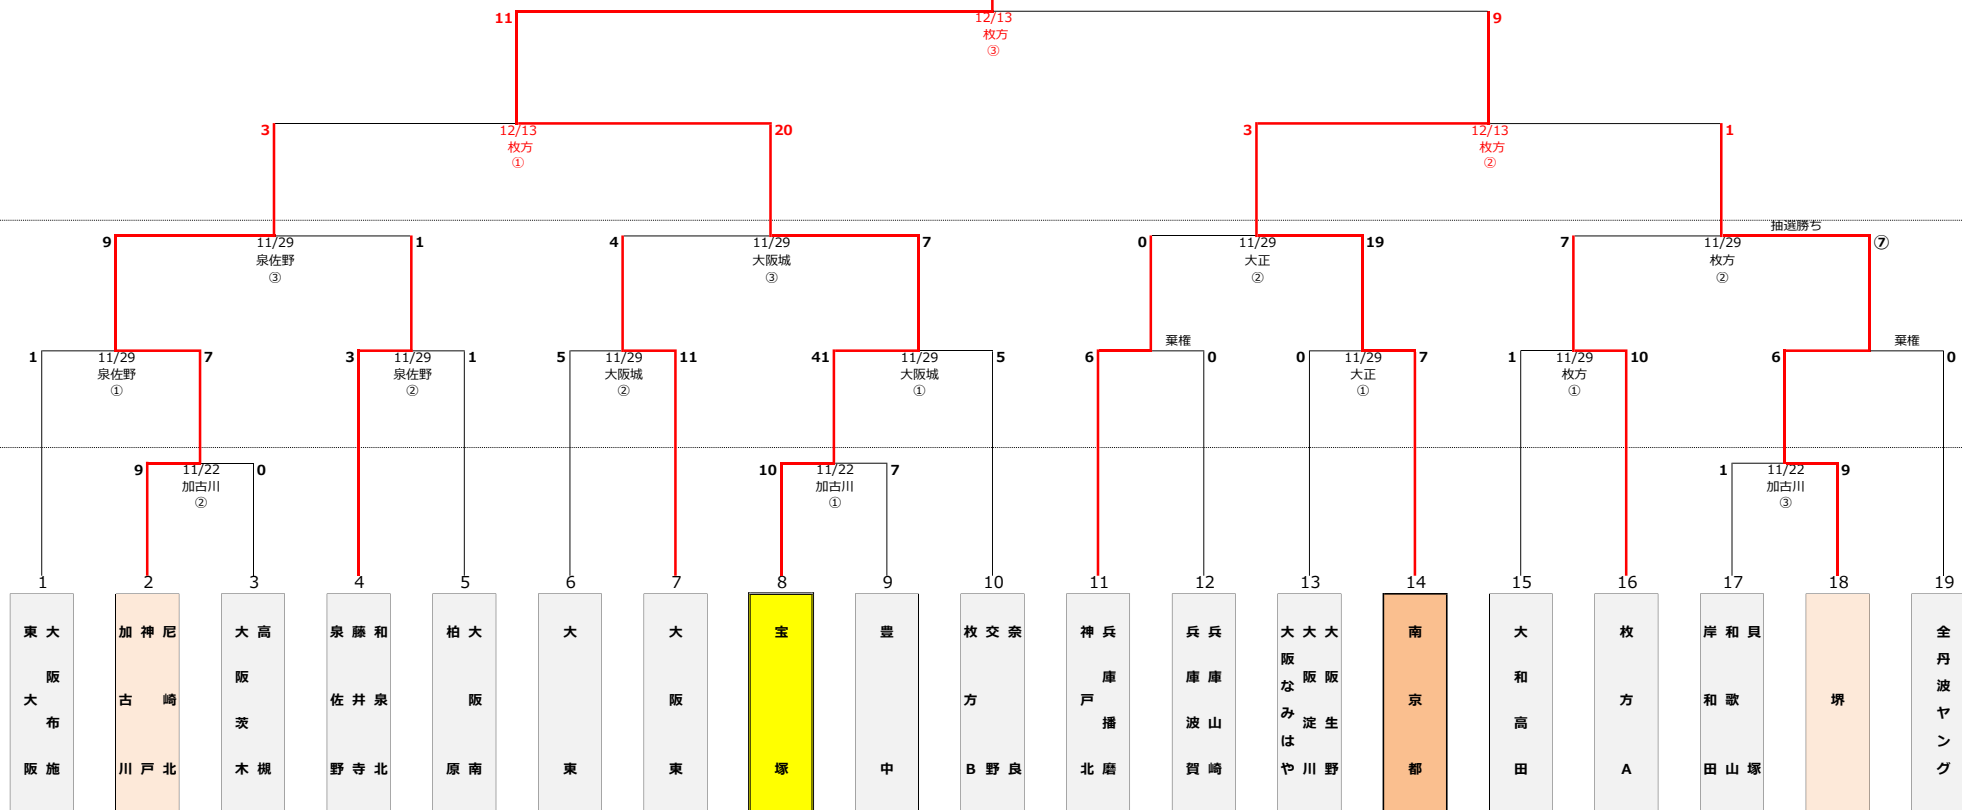 11
9
12/13
枚方
③
3
20
3
1
12/13
枚方
①
12/13
枚方
②
抽選勝ち
9
1
4
7
0
19
7
⑦
11/29
泉佐野
③
11/29
大阪城
③
11/29
大正
②
11/29
枚方
②
棄権
棄権
1
7
3
1
5
11
41
5
6
0
0
7
1
10
6
0
11/29
泉佐野
①
11/29
泉佐野
②
11/29
大阪城
②
11/29
大阪城
①
11/29
大正
①
11/29
枚方
①
9
0
10
7
1
9
11/22
加古川
②
11/22
加古川
①
11/22
加古川
③
1
2
3
4
5
6
7
8
9
10
11
12
13
14
15
16
17
18
19
大阪布施
東大阪
尼崎北
神戸
加古川
高槻
大阪茨木
和泉北
藤井寺
泉佐野
大阪南
柏原
大東
大阪東
宝塚
豊中
奈良
交野
枚方B
兵庫播磨
神戸北
兵庫山崎
兵庫波賀
大阪生野
大阪淀川
大阪なみはや
南京都
大和高田
枚方A
貝塚
和歌山
岸和田
堺
全丹波ヤング